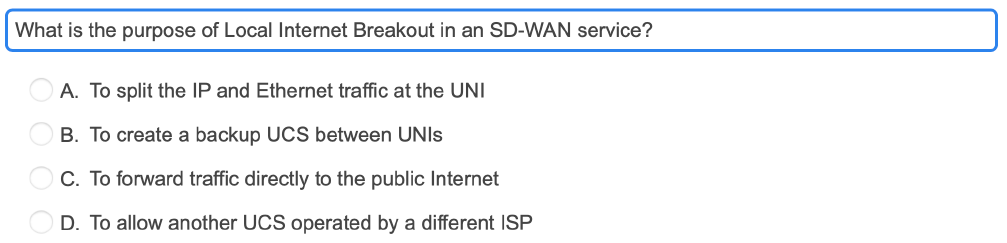 What is the purpose of Local Internet Breakout in an SD-WAN service?
A. To split the IP and Ethernet traffic at the UNI
B. To create a backup UCS between UNIs
C. To forward traffic directly to the public Internet
D. To allow another UCS operated by a different ISP